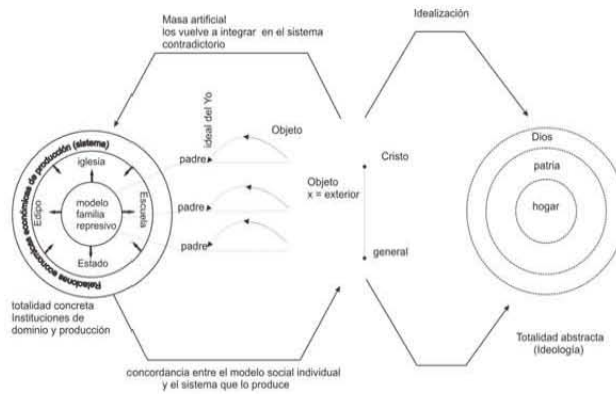 Masa artificial
los vuelve a integrar en el sistema
contradictorio
Idealización
ideal del Yo
Objeto
padre
padre
padre
Objeto
x = exterior
Cristo
general
Relaciones economicas económicas de producción (sistema)
iglesia
Edipo
Escuela
Estado
modelo
familia
represivo
Dios
patria
hogar
totalidad concreta
Instituciones de
dominio y producción
concordancia entre el modelo social individual
y el sistema que lo produce
Totalidad abstracta
(Ideología)